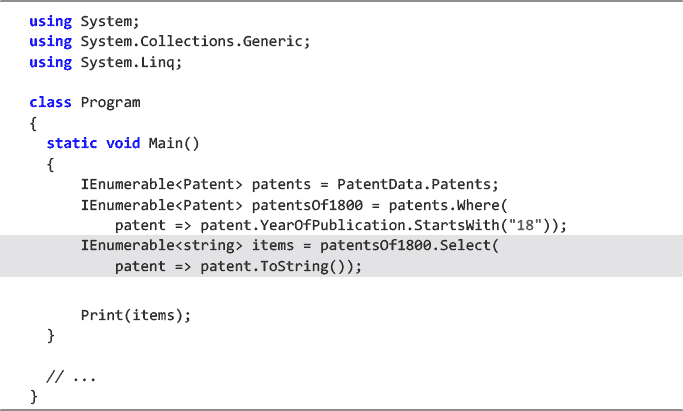 using System;
using System.Collections.Generic;
using System.Linq;
class Program
{
static void Main()
{
IEnumerable<Patent> patents = PatentData.Patents;
IEnumerable<Patent> patentsOf1800 = patents.Where(
patent => patent.YearOfPublication.StartsWith("18"));
IEnumerable<string> items = patentsOf1800.Select(
patent => patent.ToString());
Print(items);
}
// ...
}